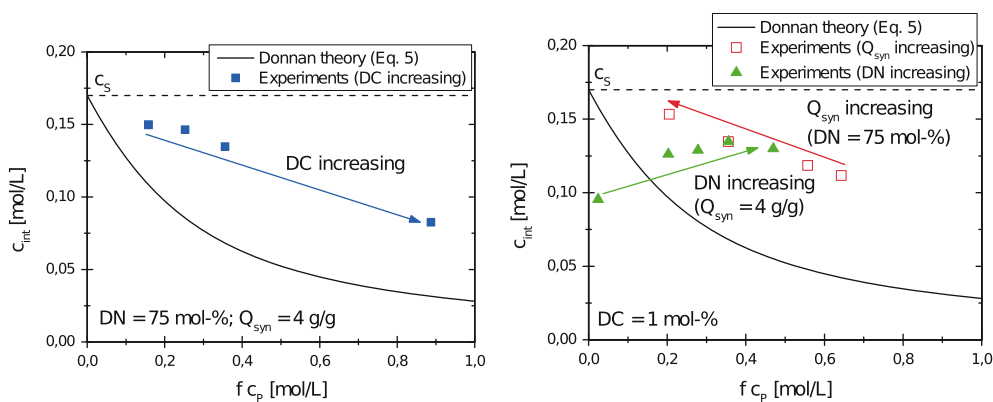 0,20
0,15
0,10
0,05
0,00
0,0
0,2
0,4
0,6
0,8
1,0
c_int [mol/L]
f c_P [mol/L]
Donnan theory (Eq. 5)
Experiments (DC increasing)
c_S
DC increasing
DN = 75 mol-%; Q_syn = 4 g/g
0,20
0,15
0,10
0,05
0,00
0,0
0,2
0,4
0,6
0,8
1,0
c_int [mol/L]
f c_P [mol/L]
Donnan theory (Eq. 5)
Experiments (Q_syn increasing)
Experiments (DN increasing)
c_S
Q_syn increasing
(DN = 75 mol-%)
DN increasing
(Q_syn = 4 g/g)
DC = 1 mol-%